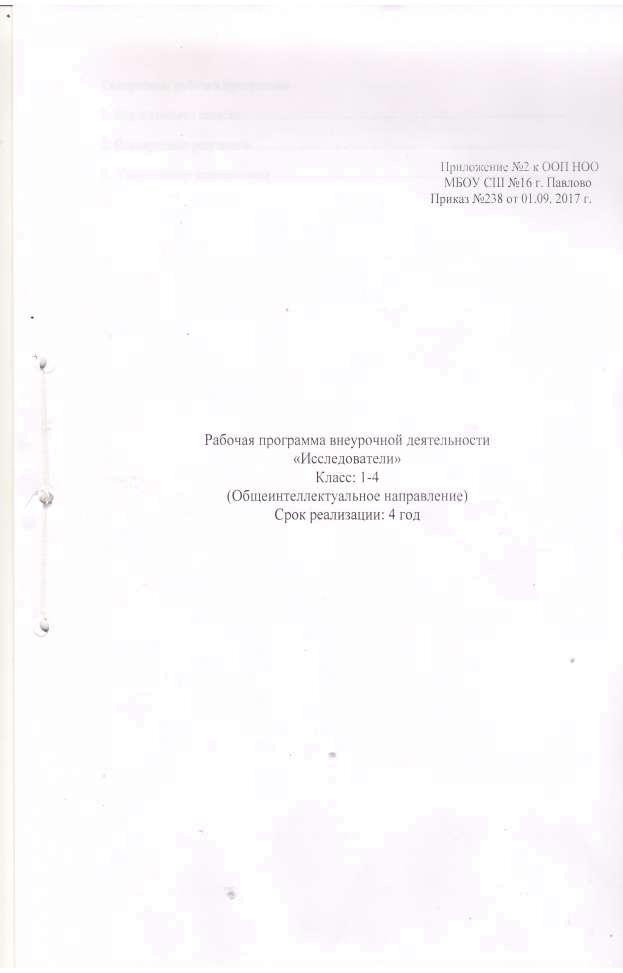 Приложение №2 к ООП НОО
МБОУ СШ №16 г. Павлово
Приказ №238 от 01.09. 2017 г.
Рабочая программа внеурочной деятельности
«Исследователи»
Класс: 1-4
(Общеинтеллектуальное направление)
Срок реализации: 4 год